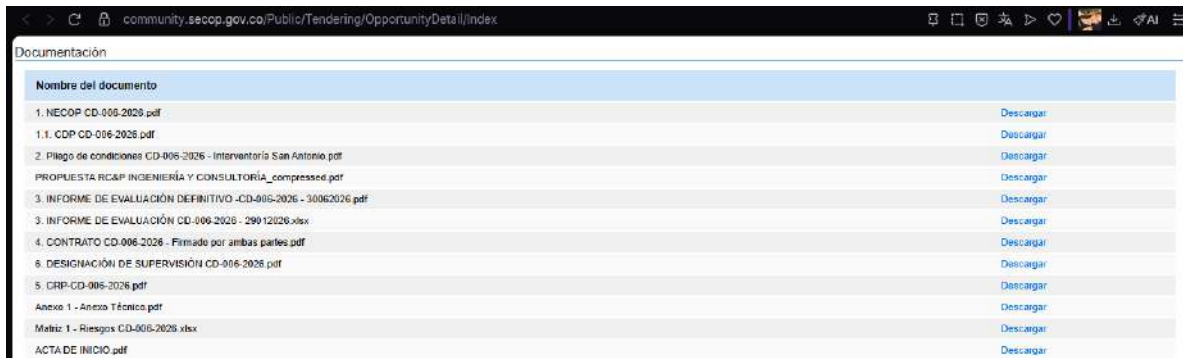 community.secop.gov.co/Public/Tendering/OpportunityDetail/Index
AI
Documentación
Nombre del documento
1. NECOP CD-006-2026.pdf Descargar
1.1. CDP CD-006-2026.pdf Descargar
2. Pliego de condiciones CD-006-2026 - Interventoría San Antonio.pdf Descargar
PROPUESTA RC&P INGENIERÍA Y CONSULTORÍA_compressed.pdf Descargar
3. INFORME DE EVALUACIÓN DEFINITIVO -CD-006-2026 - 30062026.pdf Descargar
3. INFORME DE EVALUACIÓN CD-006-2026 - 29012026.xlsx Descargar
4. CONTRATO CD-006-2026 - Firmado por ambas partes.pdf Descargar
6. DESIGNACIÓN DE SUPERVISIÓN CD-006-2026.pdf Descargar
5. CRP-CD-006-2026.pdf Descargar
Anexo 1 - Anexo Técnico.pdf Descargar
Matriz 1 - Riesgos CD-006-2026.xlsx Descargar
ACTA DE INICIO.pdf Descargar